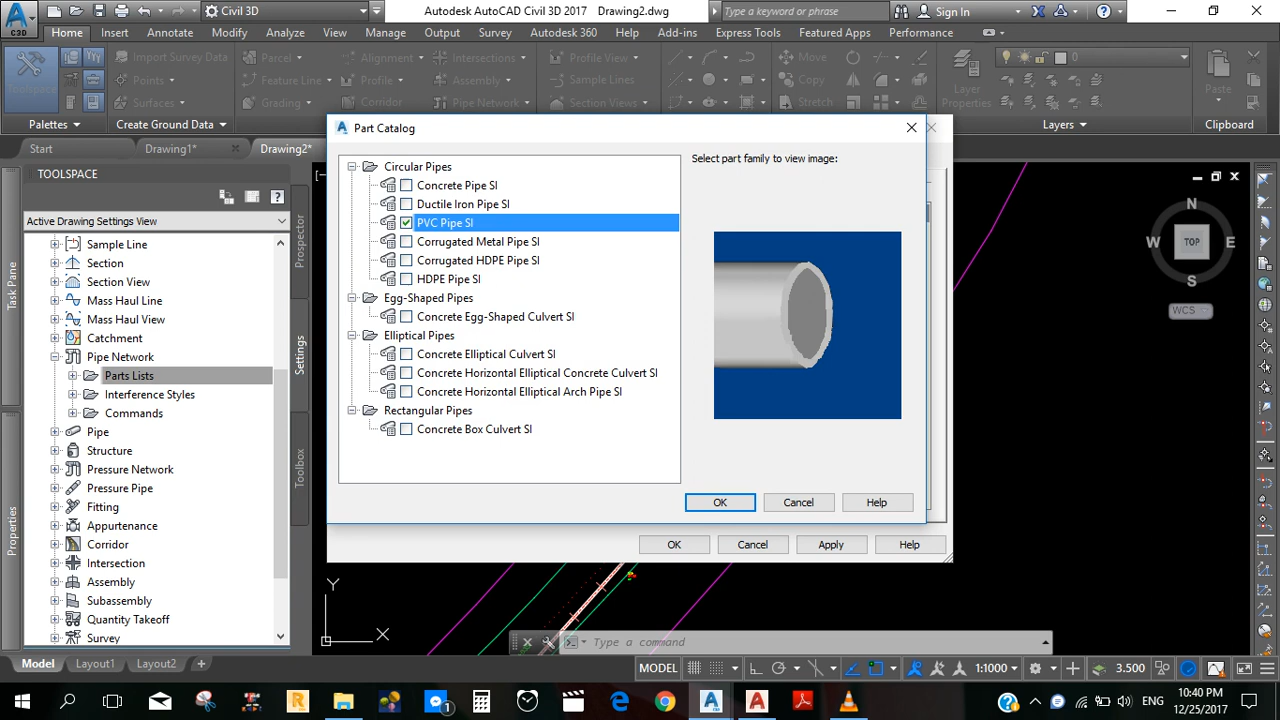 Civil 3D
Autodesk AutoCAD Civil 3D 2017 Drawing2.dwg
Type a keyword or phrase
Sign In
C3D
Home Insert Annotate Modify Analyze View Manage Output Survey Autodesk 360 Help Add-ins Express Tools Featured Apps Performance
Toolspace
Import Survey Data
Points
Surfaces
Parcel
Feature Line
Grading
Alignment
Profile
Corridor
Intersections
Assembly
Pipe Network
Profile View
Sample Lines
Section Views
Move
Copy
Stretch
Layer Properties
0
Paste
Palettes
Create Ground Data
Layers
Clipboard
Start
Drawing1*
Drawing2*
TOOLSPACE
Active Drawing Settings View
Sample Line
Section
Section View
Mass Haul Line
Mass Haul View
Catchment
Pipe Network
Parts Lists
Interference Styles
Commands
Pipe
Structure
Pressure Network
Pressure Pipe
Fitting
Appurtenance
Corridor
Intersection
Assembly
Subassembly
Quantity Takeoff
Survey
Task Pane
Properties
Prospector
Settings
Toolbox
Part Catalog
Circular Pipes
Concrete Pipe SI
Ductile Iron Pipe SI
PVC Pipe SI
Corrugated Metal Pipe SI
Corrugated HDPE Pipe SI
HDPE Pipe SI
Egg-Shaped Pipes
Concrete Egg-Shaped Culvert SI
Elliptical Pipes
Concrete Elliptical Culvert SI
Concrete Horizontal Elliptical Concrete Culvert SI
Concrete Horizontal Elliptical Arch Pipe SI
Rectangular Pipes
Concrete Box Culvert SI
Select part family to view image:
OK Cancel Help
OK Cancel Apply Help
N
W TOP E
S
WCS
Y
X
Type a command
Model Layout1 Layout2
MODEL
1:1000
3.500
1
ENG
10:40 PM
12/25/2017